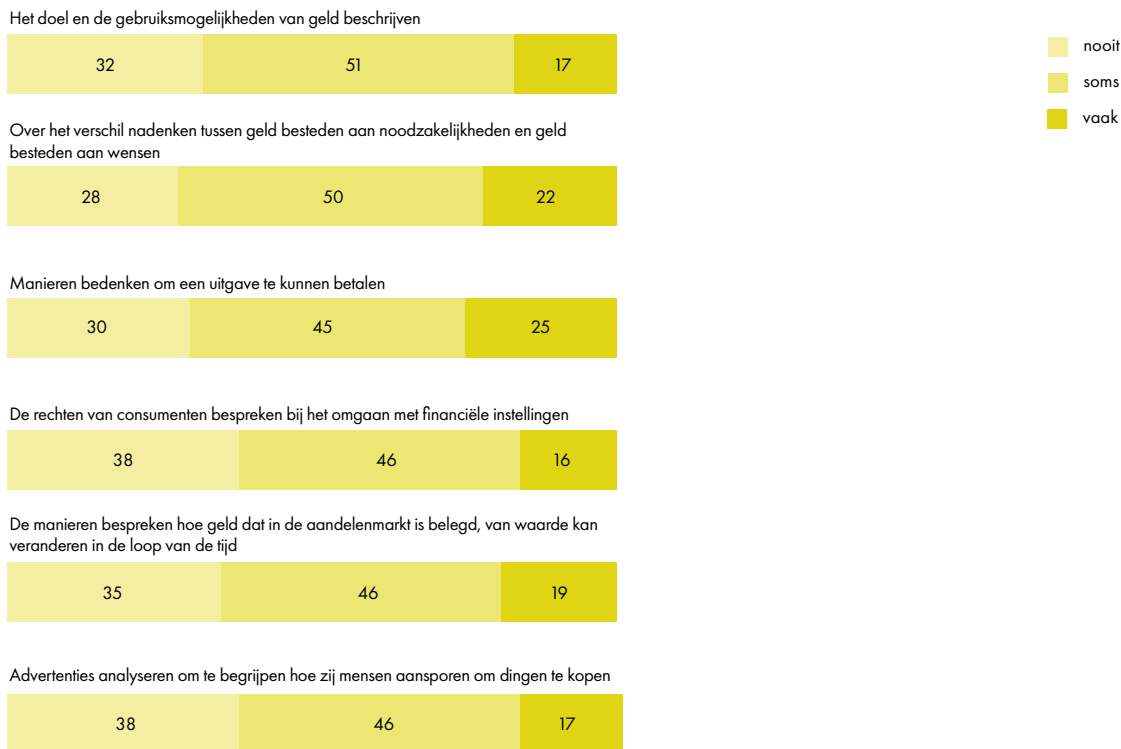 Het doel en de gebruiksmogelijkheden van geld beschrijven
32 51 17
nooit
soms
vaak
Over het verschil nadenken tussen geld besteden aan noodzakelijkheden en geld
besteden aan wensen
28 50 22
Manieren bedenken om een uitgave te kunnen betalen
30 45 25
De rechten van consumenten bespreken bij het omgaan met financiële instellingen
38 46 16
De manieren bespreken hoe geld dat in de aandelenmarkt is belegd, van waarde kan
veranderen in de loop van de tijd
35 46 19
Advertenties analyseren om te begrijpen hoe zij mensen aansporen om dingen te kopen
38 46 17